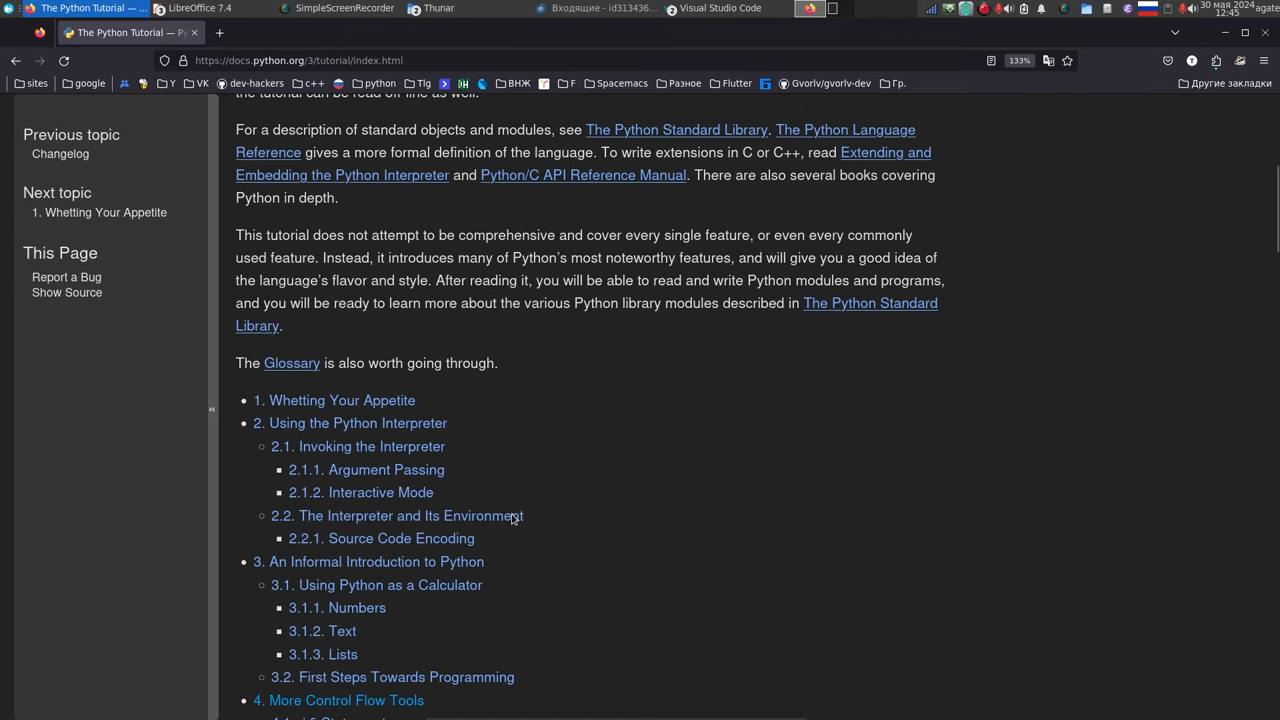 The Python Tutorial — ...
3 LibreOffice 7.4
SimpleScreenRecorder
2 Thunar
Входящие - id313436...
2 Visual Studio Code
30 мая 2024 agate
12:45
The Python Tutorial — Py
https://docs.python.org/3/tutorial/index.html
133%
sites
google
Y
VK
dev-hackers
c++
python
Tlg
ВНЖ
F
Spacemacs
Разное
Flutter
Gvorlv/gvorlv-dev
Гр.
Другие закладки
the tutorial can be read off-line as well.
Previous topic
Changelog
Next topic
1. Whetting Your Appetite
This Page
Report a Bug
Show Source
«
For a description of standard objects and modules, see The Python Standard Library. The Python Language
Reference gives a more formal definition of the language. To write extensions in C or C++, read Extending and
Embedding the Python Interpreter and Python/C API Reference Manual. There are also several books covering
Python in depth.
This tutorial does not attempt to be comprehensive and cover every single feature, or even every commonly
used feature. Instead, it introduces many of Python’s most noteworthy features, and will give you a good idea of
the language’s flavor and style. After reading it, you will be able to read and write Python modules and programs,
and you will be ready to learn more about the various Python library modules described in The Python Standard
Library.
The Glossary is also worth going through.
1. Whetting Your Appetite
2. Using the Python Interpreter
2.1. Invoking the Interpreter
2.1.1. Argument Passing
2.1.2. Interactive Mode
2.2. The Interpreter and Its Environment
2.2.1. Source Code Encoding
3. An Informal Introduction to Python
3.1. Using Python as a Calculator
3.1.1. Numbers
3.1.2. Text
3.1.3. Lists
3.2. First Steps Towards Programming
4. More Control Flow Tools